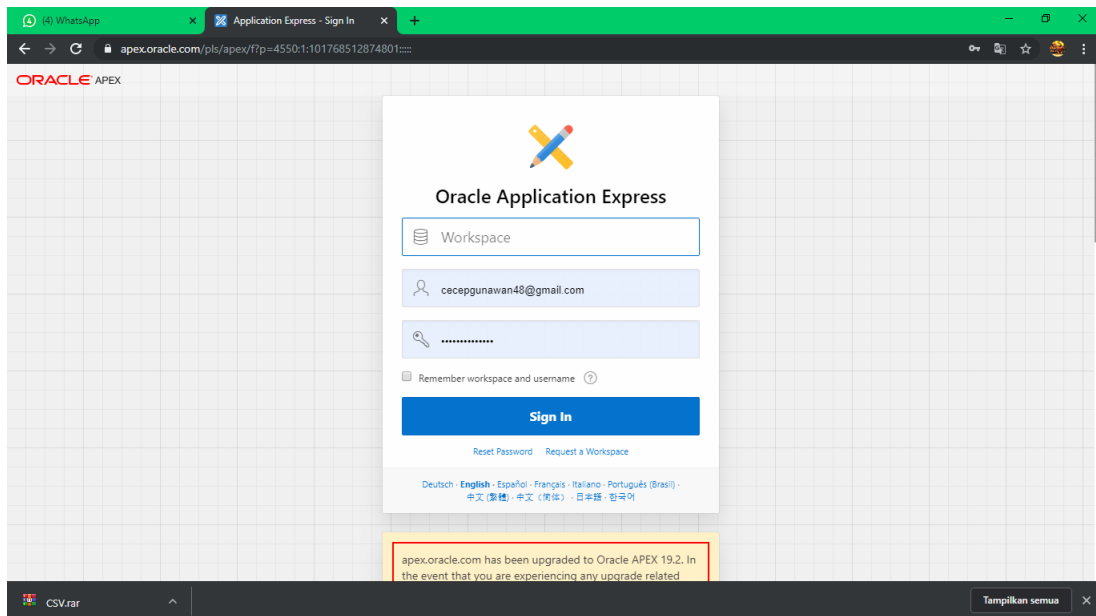 (4) WhatsApp
Application Express - Sign In
apex.oracle.com/pls/apex/f?p=4550:1:101768512874801:::::
ORACLE APEX
Oracle Application Express
Workspace
cecepgunawan48@gmail.com
Remember workspace and username ?
Sign In
Reset Password Request a Workspace
Deutsch · English · Español · Français · Italiano · Português (Brasil) ·
中文 (繁體) · 中文（简体） · 日本語 · 한국어
apex.oracle.com has been upgraded to Oracle APEX 19.2. In
the event that you are experiencing any upgrade related
CSV.rar
Tampilkan semua